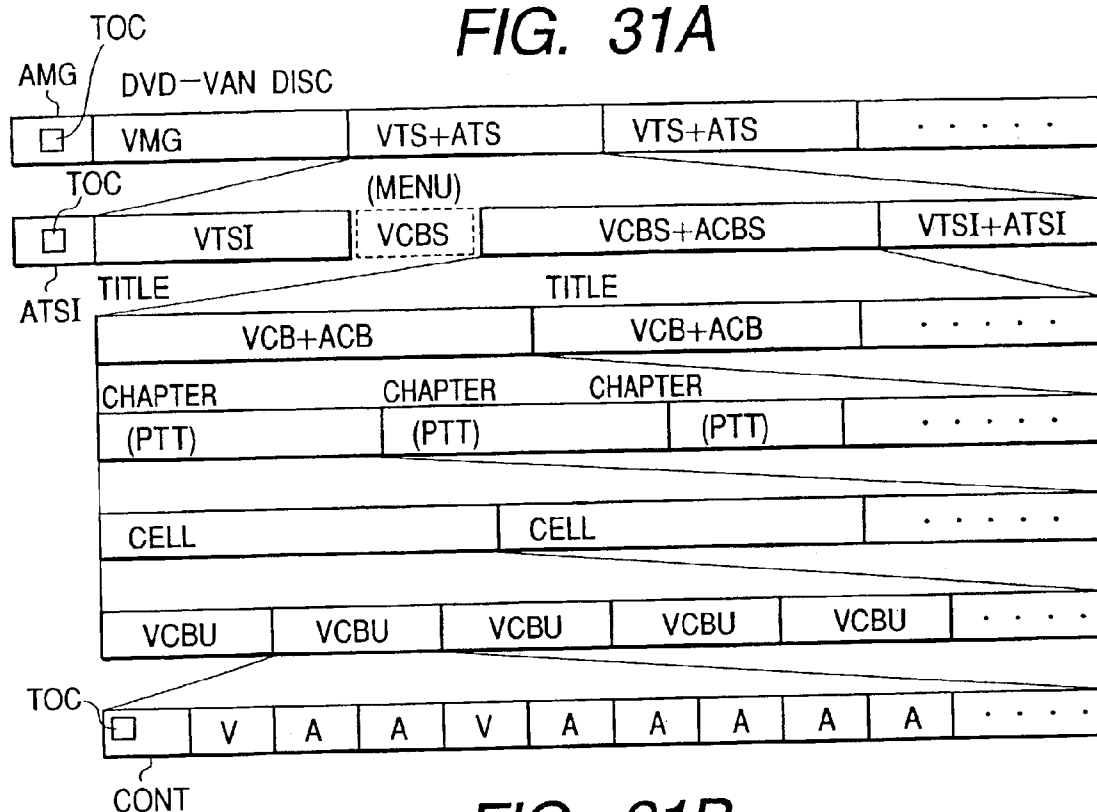 FIG. 31A
TOC
AMG
DVD-VAN DISC
VMG VTS+ATS VTS+ATS · · · · ·
TOC
(MENU)
VTSI VCBS VCBS+ACBS VTSI+ATSI
ATSI
TITLE TITLE
VCB+ACB VCB+ACB · · · · ·
CHAPTER CHAPTER CHAPTER
(PTT) (PTT) (PTT) · · · · ·
CELL CELL · · · · ·
VCBU VCBU VCBU VCBU VCBU · · · ·
TOC
V A A V A A A A A · · · ·
CONT